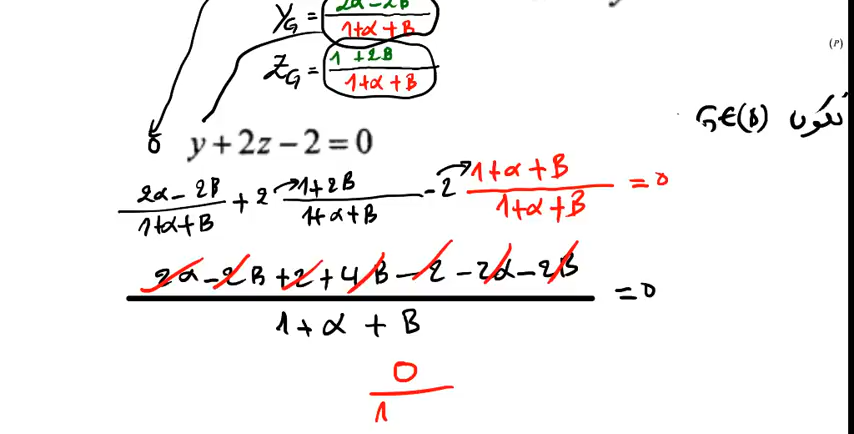 y_G = (2α - 2B)/(1+α+B)
z_G = (1 + 2B)/(1+α+B)
(P)
تكون G∈(P)
0 y + 2z - 2 = 0
(2α - 2B)/(1+α+B) + 2 (1+2B)/(1+α+B) - 2 (1+α+B)/(1+α+B) = 0
(2α - 2B + 2 + 4B - 2 - 2α - 2B)/(1+α+B) = 0
0/1